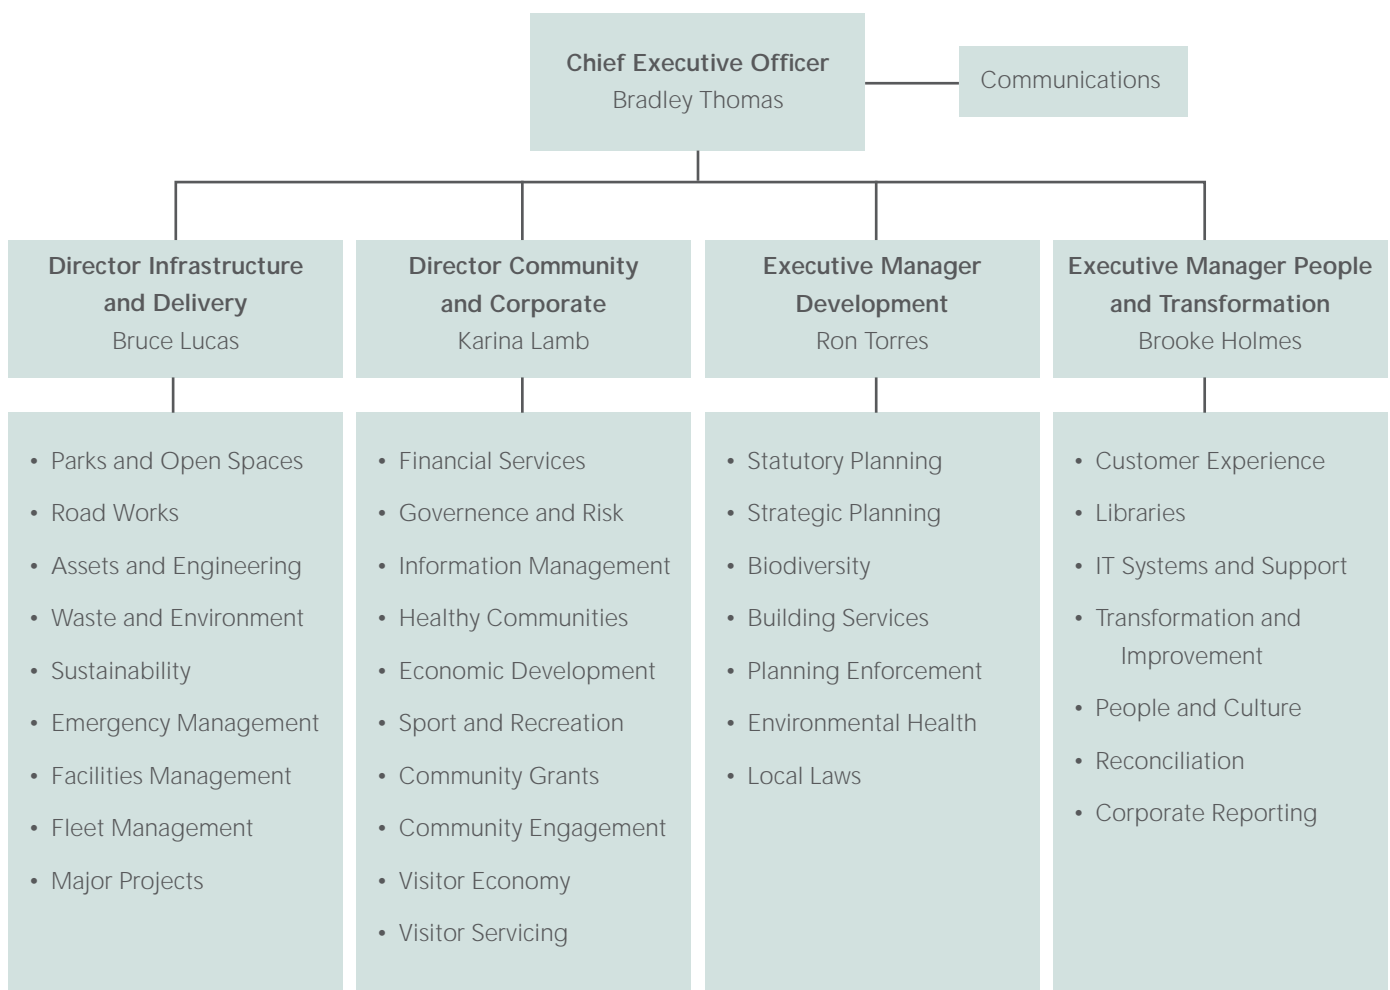 Chief Executive Officer
Bradley Thomas
Communications
Director Infrastructure
and Delivery
Bruce Lucas
Director Community
and Corporate
Karina Lamb
Executive Manager
Development
Ron Torres
Executive Manager People
and Transformation
Brooke Holmes
• Parks and Open Spaces
• Road Works
• Assets and Engineering
• Waste and Environment
• Sustainability
• Emergency Management
• Facilities Management
• Fleet Management
• Major Projects
• Financial Services
• Governence and Risk
• Information Management
• Healthy Communities
• Economic Development
• Sport and Recreation
• Community Grants
• Community Engagement
• Visitor Economy
• Visitor Servicing
• Statutory Planning
• Strategic Planning
• Biodiversity
• Building Services
• Planning Enforcement
• Environmental Health
• Local Laws
• Customer Experience
• Libraries
• IT Systems and Support
• Transformation and
Improvement
• People and Culture
• Reconciliation
• Corporate Reporting